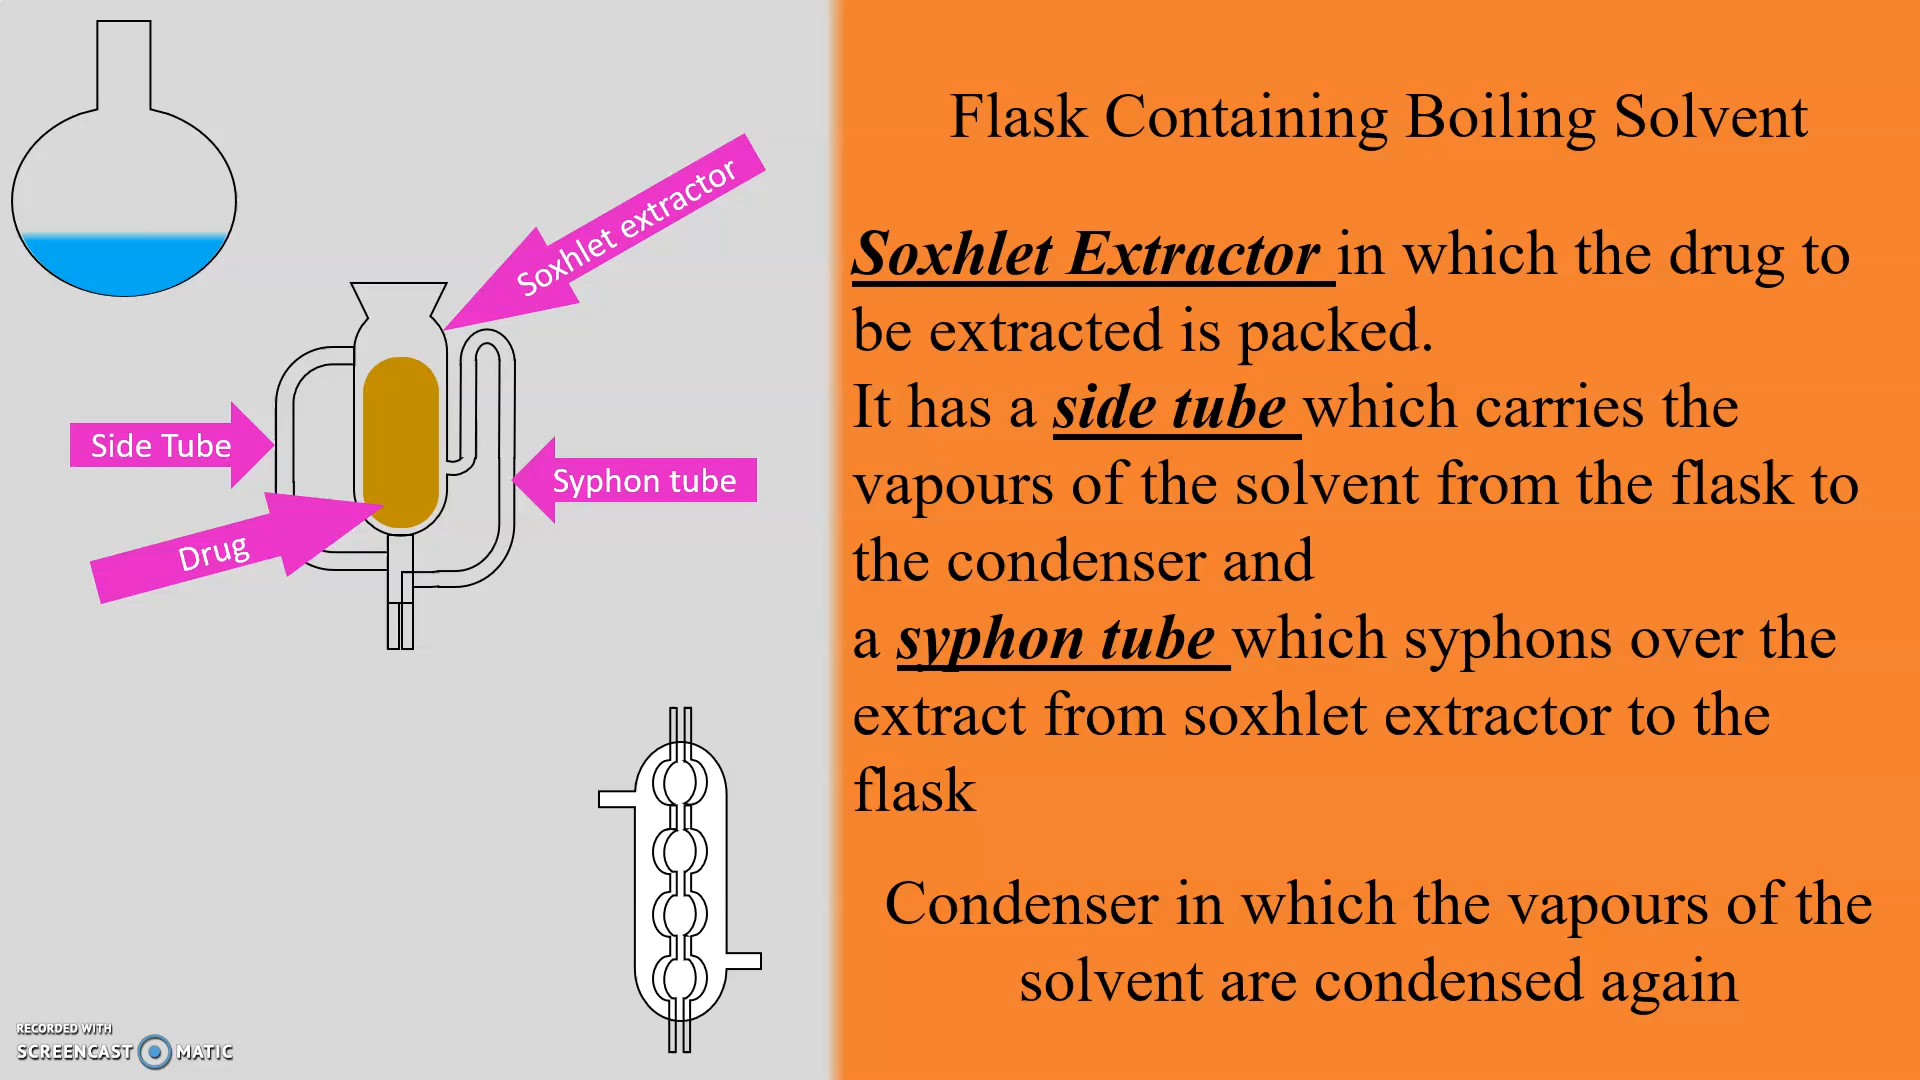 Flask Containing Boiling Solvent
Soxhlet extractor
Side Tube
Syphon tube
Drug
Soxhlet Extractor in which the drug to
be extracted is packed.
It has a side tube which carries the
vapours of the solvent from the flask to
the condenser and
a syphon tube which syphons over the
extract from soxhlet extractor to the
flask
Condenser in which the vapours of the
solvent are condensed again
RECORDED WITH
SCREENCAST MATIC